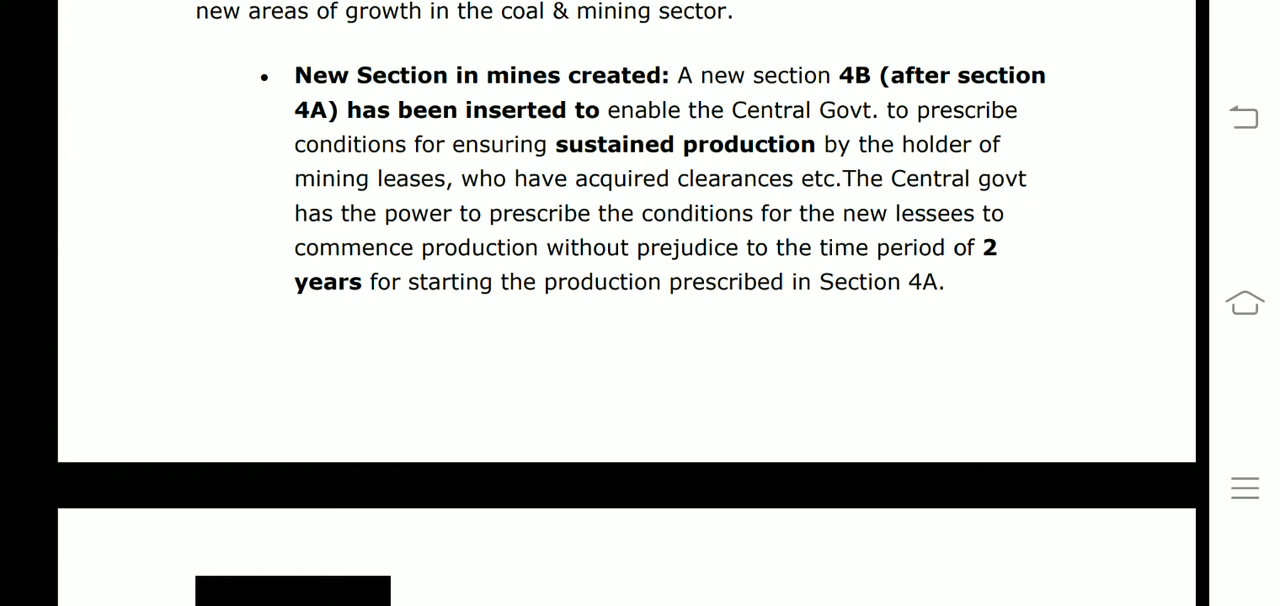 new areas of growth in the coal & mining sector.
• New Section in mines created: A new section 4B (after section
4A) has been inserted to enable the Central Govt. to prescribe
conditions for ensuring sustained production by the holder of
mining leases, who have acquired clearances etc.The Central govt
has the power to prescribe the conditions for the new lessees to
commence production without prejudice to the time period of 2
years for starting the production prescribed in Section 4A.